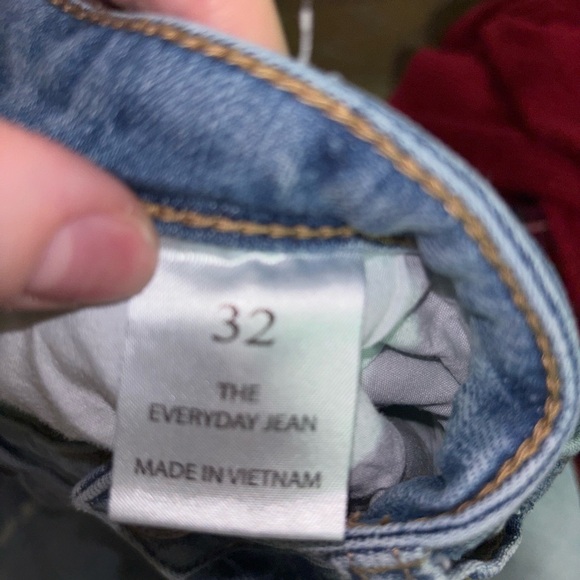 32
THE
EVERYDAY JEAN
MADE IN VIETNAM